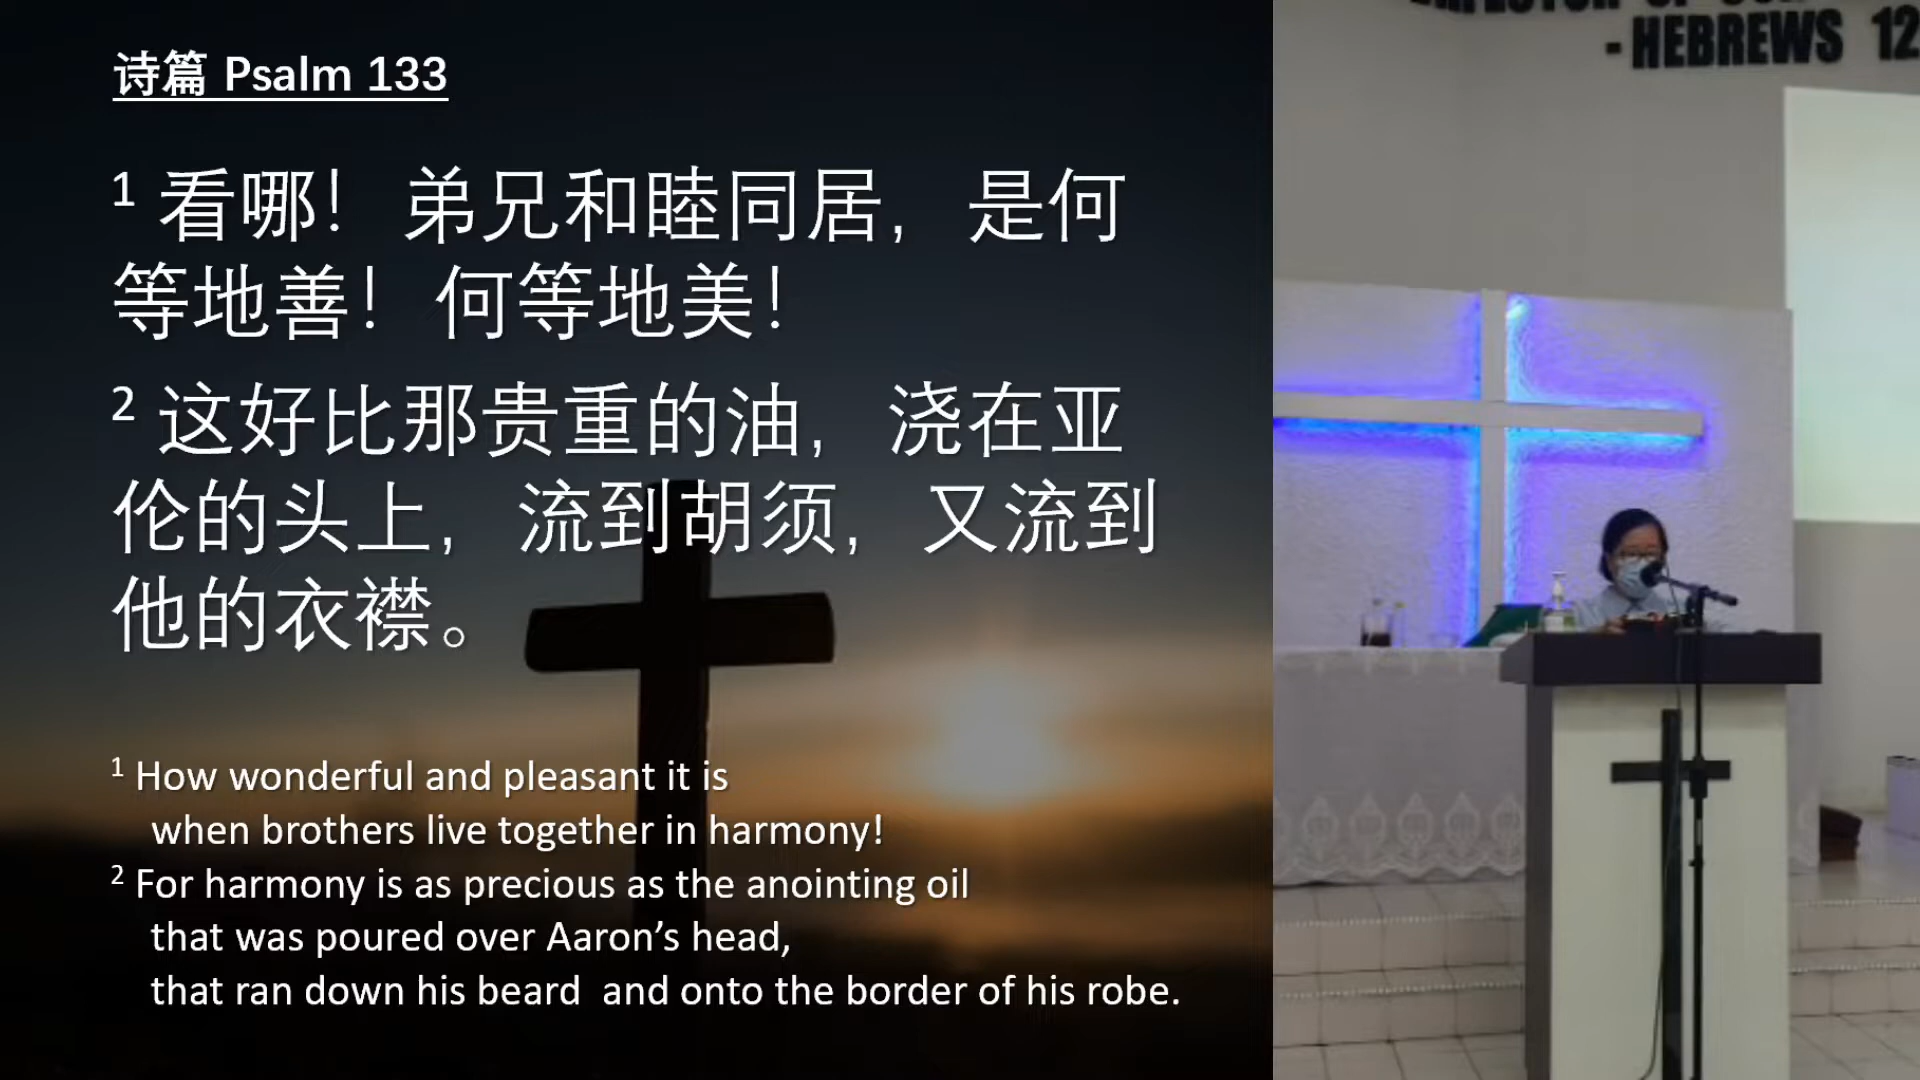 诗篇 Psalm 133
1 看哪！ 弟兄和睦同居， 是何
等地善！ 何等地美！
2 这好比那贵重的油， 浇在亚
伦的头上， 流到胡须， 又流到
他的衣襟。
1 How wonderful and pleasant it is
when brothers live together in harmony!
2 For harmony is as precious as the anointing oil
that was poured over Aaron’s head,
that ran down his beard  and onto the border of his robe.
- HEBREWS 12